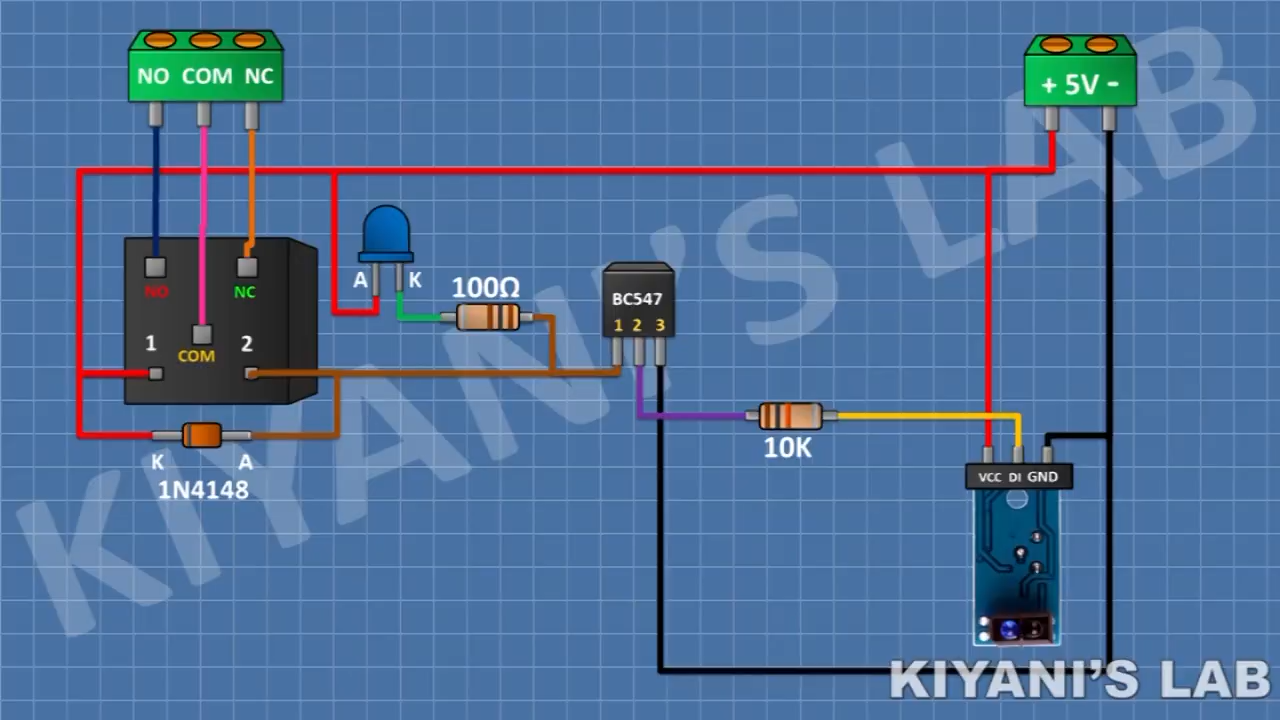 NO COM NC
+ 5V -
NO
NC
1
COM
2
K
A
1N4148
A
K
100Ω
BC547
1 2 3
10K
VCC DI GND
KIYANI'S LAB
KIYANI'S LAB